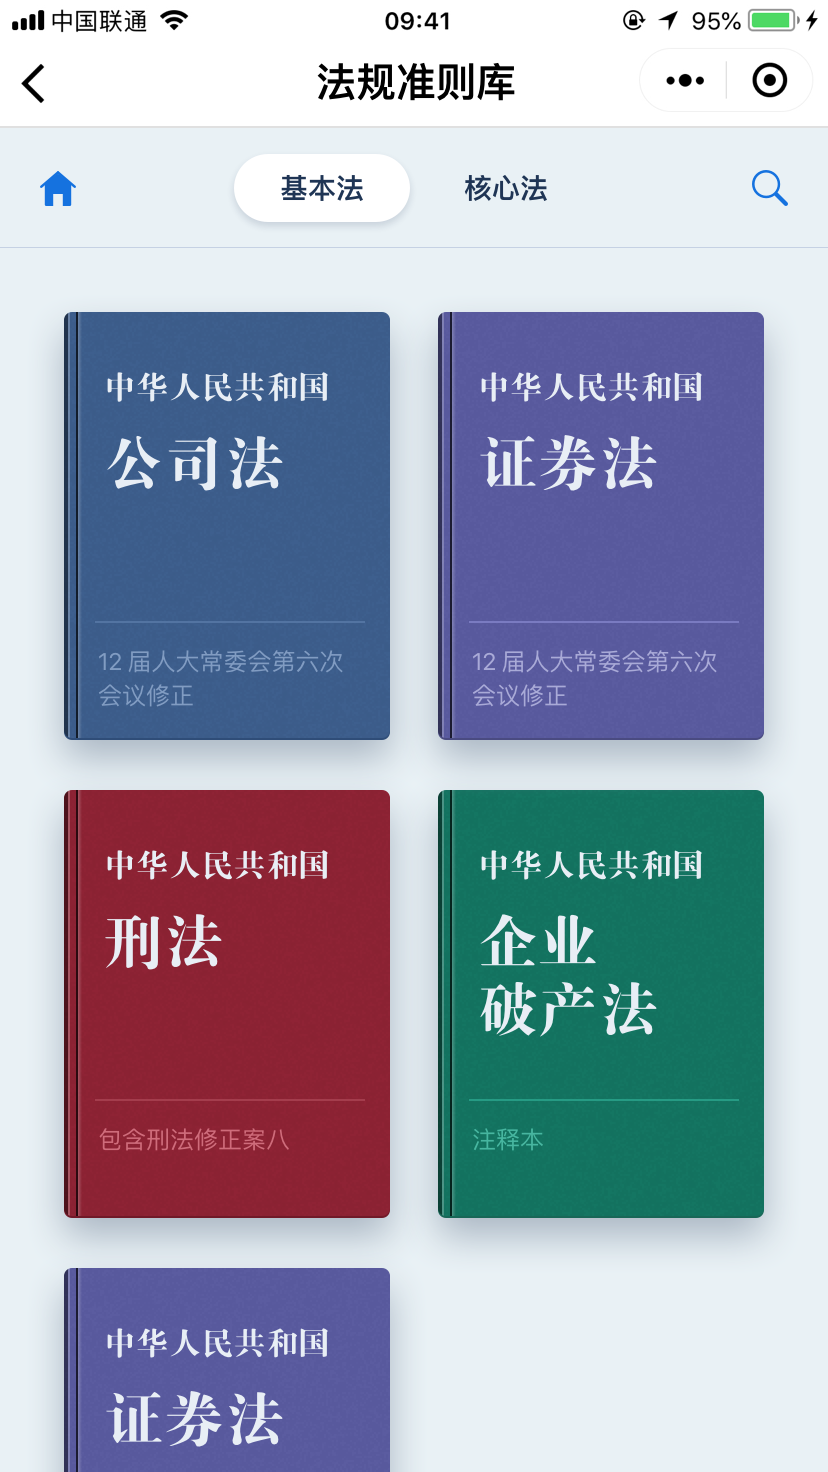 中国联通 09:41 95%
法规准则库
基本法 核心法
中华人民共和国
公司法
12 届人大常委会第六次
会议修正
中华人民共和国
证券法
12 届人大常委会第六次
会议修正
中华人民共和国
刑法
包含刑法修正案八
中华人民共和国
企业
破产法
注释本
中华人民共和国
证券法